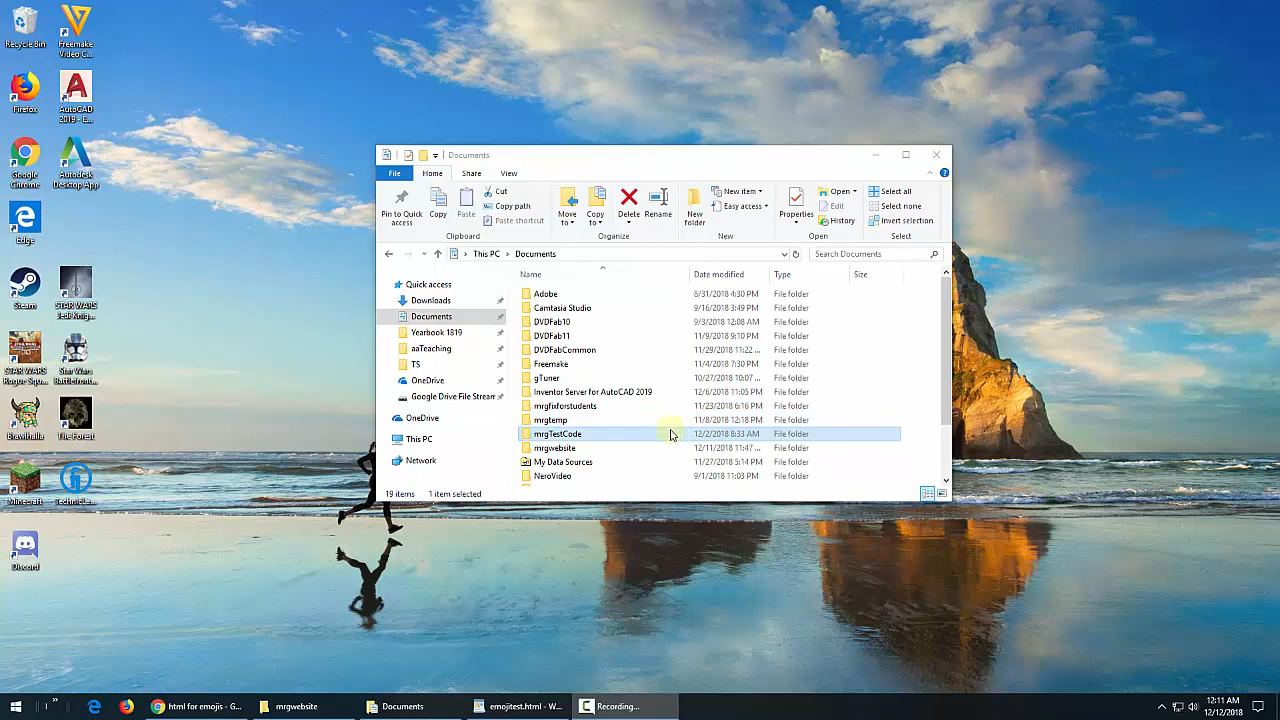 Recycle Bin
Freemake
Video C...
Firefox
AutoCAD
2019 - E...
Google
Chrome
Autodesk
Desktop App
Edge
Steam
STAR WARS
Jedi Knig...
STAR WARS
Rogue Squ...
Star Wars
Battlefront...
Brawlhalla
The Forest
Minecraft
Discord
Documents
File
Home
Share
View
Pin to Quick
access
Copy
Paste
Cut
Copy path
Paste shortcut
Clipboard
Move
to
Copy
to
Delete
Rename
Organize
New
folder
New item
Easy access
New
Properties
Open
Edit
History
Open
Select all
Select none
Invert selection
Select
This PC > Documents
Search Documents
Quick access
Downloads
Documents
Yearbook 1819
aaTeaching
TS
OneDrive
Google Drive File Stream
OneDrive
This PC
Network
Name Date modified Type Size
Adobe 8/31/2018 4:30 PM File folder
Camtasia Studio 9/16/2018 3:49 PM File folder
DVDFab10 9/3/2018 12:08 AM File folder
DVDFab11 11/9/2018 9:10 PM File folder
DVDFabCommon 11/29/2018 11:22 ... File folder
Freemake 11/4/2018 7:30 PM File folder
gTuner 10/27/2018 10:07 ... File folder
Inventor Server for AutoCAD 2019 12/6/2018 11:05 PM File folder
mrgfixforstudents 11/23/2018 6:16 PM File folder
mrgtemp 11/8/2018 12:18 PM File folder
mrgTestCode 12/2/2018 8:33 AM File folder
mrgwebsite 12/11/2018 11:47 ... File folder
My Data Sources 11/27/2018 5:14 PM File folder
NeroVideo 9/1/2018 11:03 PM File folder
19 items 1 item selected
html for emojis - G...
mrgwebsite
Documents
emojitest.html - W...
Recording...
12:11 AM
12/12/2018